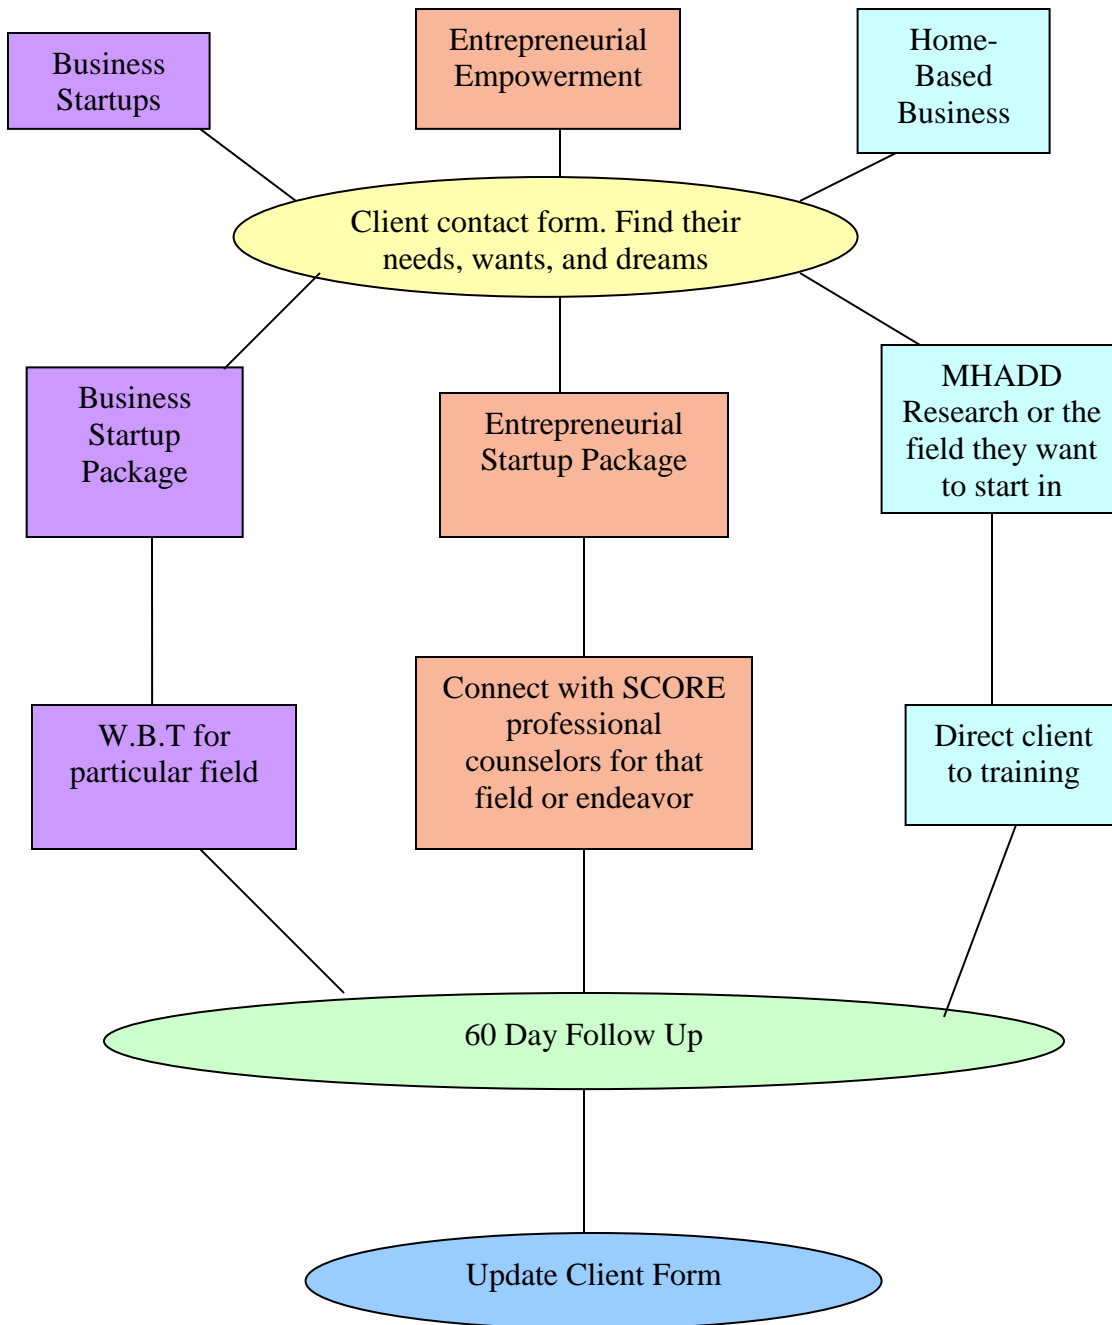 Business
Startups
Entrepreneurial
Empowerment
Home-
Based
Business
Client contact form. Find their
needs, wants, and dreams
Business
Startup
Package
Entrepreneurial
Startup Package
MHADD
Research or the
field they want
to start in
W.B.T for
particular field
Connect with SCORE
professional
counselors for that
field or endeavor
Direct client
to training
60 Day Follow Up
Update Client Form